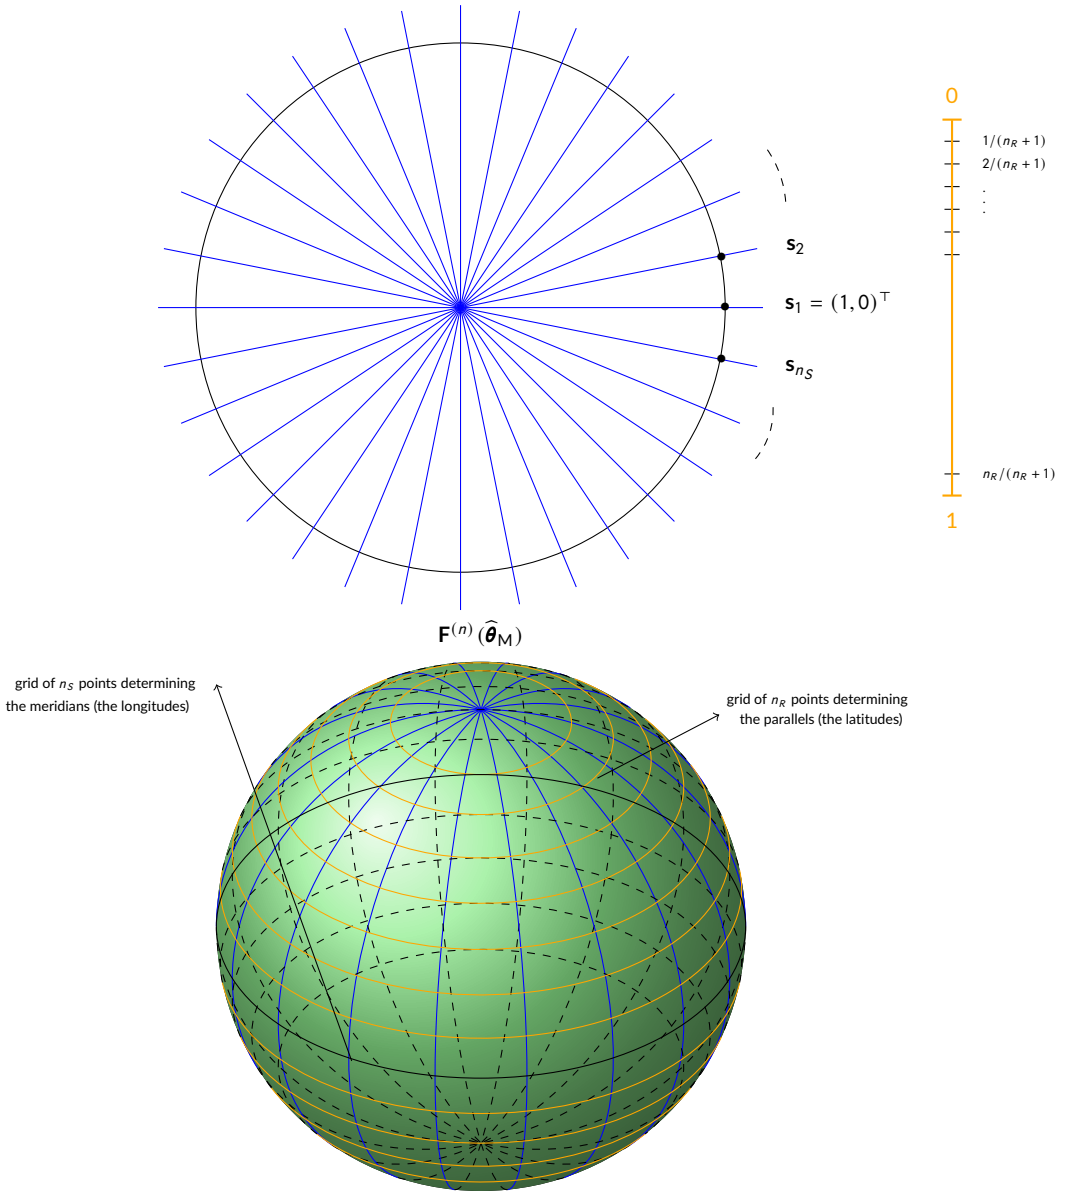 0
1/(n_R + 1)
2/(n_R + 1)
.
.
.
s_2
s_1 = (1, 0)^⊤
s_{n_S}
n_R/(n_R + 1)
1
F^{(n)}(θ̂_M)
grid of n_S points determining
the meridians (the longitudes)
grid of n_R points determining
the parallels (the latitudes)